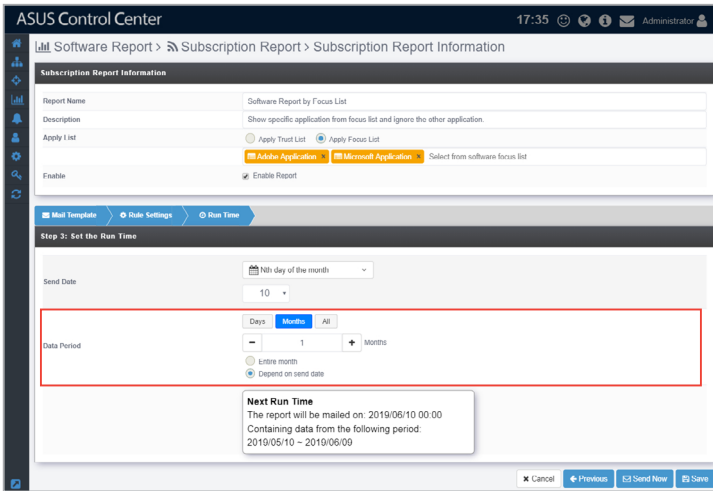 ASUS Control Center
17:35
Administrator
Software Report > Subscription Report > Subscription Report Information
Subscription Report Information
Report Name
Software Report by Focus List
Description
Show specific application from focus list and ignore the other application.
Apply List
Apply Trust List
Apply Focus List
Adobe Application ×
Microsoft Application ×
Select from software focus list
Enable
Enable Report
Mail Template
Rule Settings
Run Time
Step 3: Set the Run Time
Send Date
Nth day of the month
10
Data Period
Days
Months
All
1
Months
Entire month
Depend on send date
Next Run Time
The report will be mailed on: 2019/06/10 00:00
Containing data from the following period:
2019/05/10 ~ 2019/06/09
Cancel
Previous
Send Now
Save